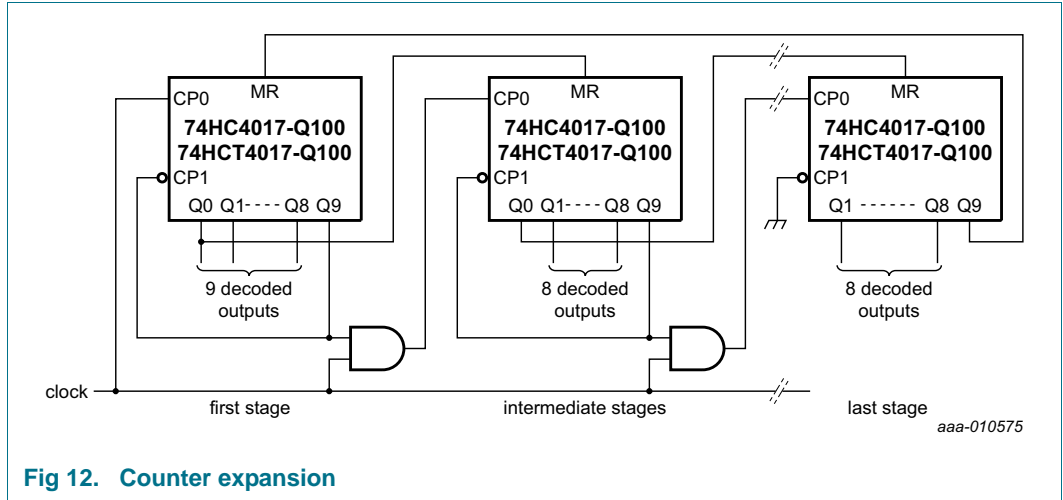 MR
MR
MR
CP0
CP0
CP0
74HC4017-Q100
74HCT4017-Q100
74HC4017-Q100
74HCT4017-Q100
74HC4017-Q100
74HCT4017-Q100
CP1
CP1
CP1
Q0 Q1- - - - Q8 Q9
Q0 Q1- - - - Q8 Q9
Q1 - - - - - - Q8 Q9
9 decoded
outputs
8 decoded
outputs
8 decoded
outputs
clock
first stage
intermediate stages
last stage
aaa-010575
Fig 12. Counter expansion